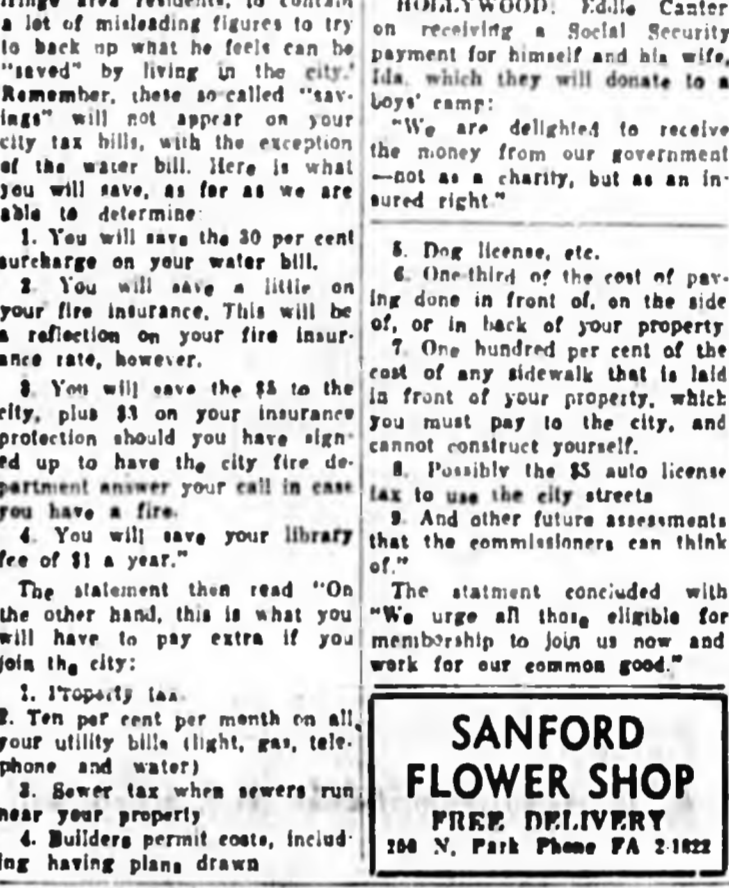 fringe area residents, to contain
a lot of misleading figures to try
to back up what he feels can be
"saved" by living in the city.'
Remember, these so-called "sav-
ings" will not appear on your
city tax bills, with the exception
of the water bill. Here is what
you will save, as far as we are
able to determine:
1. You will save the 30 per cent
surcharge on your water bill.
2. You will save a little on
your fire insurance. This will be
a reflection on your fire insur-
ance rate, however.
3. You will save the $5 to the
city, plus $3 on your insurance
protection should you have sign-
ed up to have the city fire de-
partment answer your call in case
you have a fire.
4. You will save your library
fee of $1 a year."
The statement then read "On
the other hand, this is what you
will have to pay extra if you
join the city:
1. Property tax.
2. Ten per cent per month on all
your utility bills (light, gas, tele-
phone and water)
3. Sewer tax when sewers run
near your property
4. Builders permit costs, includ-
ing having plans drawn
HOLLYWOOD: Eddie Canter
on receiving a Social Security
payment for himself and his wife,
Ida, which they will donate to a
boys' camp:
"We are delighted to receive
the money from our government
—not as a charity, but as an in-
sured right."
5. Dog license, etc.
6. One-third of the cost of pav-
ing done in front of, on the side
of, or in back of your property
7. One hundred per cent of the
cost of any sidewalk that is laid
in front of your property, which
you must pay to the city, and
cannot construct yourself.
8. Possibly the $5 auto license
tax to use the city streets
9. And other future assessments
that the commissioners can think
of."
The statment concluded with
"We urge all those eligible for
membership to join us now and
work for our common good."
SANFORD
FLOWER SHOP
FREE DELIVERY
N. Park Phone FA 2-1822